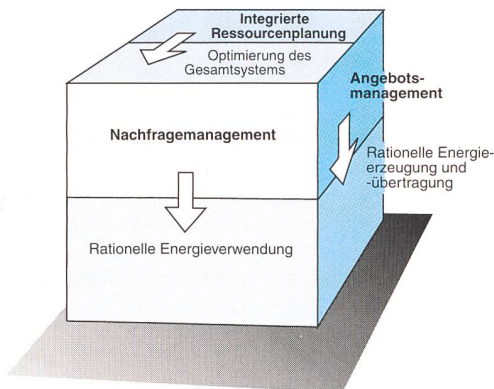 Integrierte
Ressourcenplanung
Optimierung des
Gesamtsystems
Angebots-
management
Nachfragemanagement
Rationelle Energie-
erzeugung und
-übertragung
Rationelle Energieverwendung